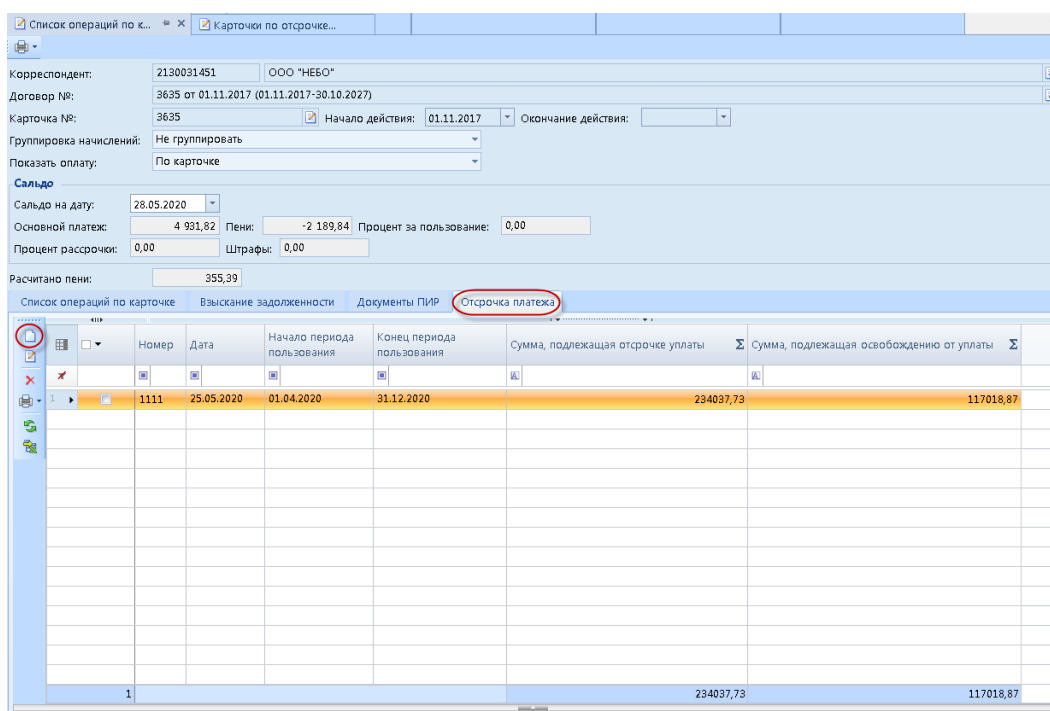 Список операций по к... Карточки по отсрочке...
Корреспондент: 2130031451 ООО "НЕБО"
Договор №: 3635 от 01.11.2017 (01.11.2017-30.10.2027)
Карточка №: 3635 Начало действия: 01.11.2017 Окончание действия:
Группировка начислений: Не группировать
Показать оплату: По карточке
Сальдо
Сальдо на дату: 28.05.2020
Основной платеж: 4 931,82 Пени: -2 189,84 Процент за пользование: 0,00
Процент рассрочки: 0,00 Штрафы: 0,00
Расчитано пени: 355,39
Список операций по карточке Взыскание задолженности Документы ПИР Отсрочка платежа
Номер Дата Начало периода пользования Конец периода пользования Сумма, подлежащая отсрочке уплаты Σ Сумма, подлежащая освобождению от уплаты Σ
1 1111 25.05.2020 01.04.2020 31.12.2020 234037,73 117018,87
1 234037,73 117018,87